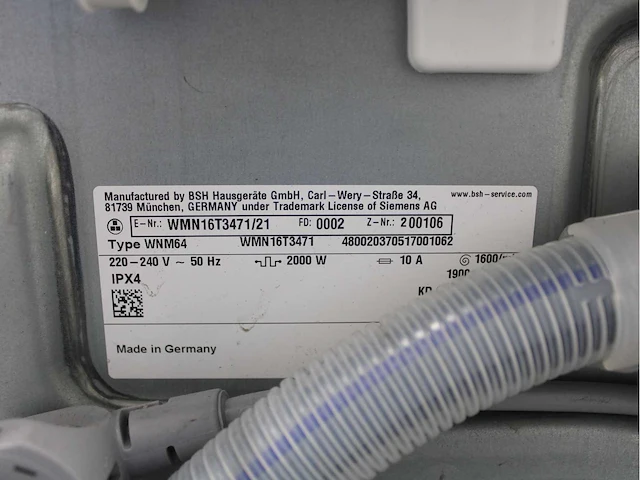 Manufactured by BSH Hausgeräte GmbH, Carl-Wery-Straße 34, www.bsh-service.com
81739 München, GERMANY under Trademark License of Siemens AG
E-Nr.: WMN16T3471/21 FD: 0002 Z-Nr.: 200106
Type WNM64 WMN16T3471 480020370517001062
220-240 V ~ 50 Hz 2000 W 10 A 1600/
IPX4 1900
Made in Germany